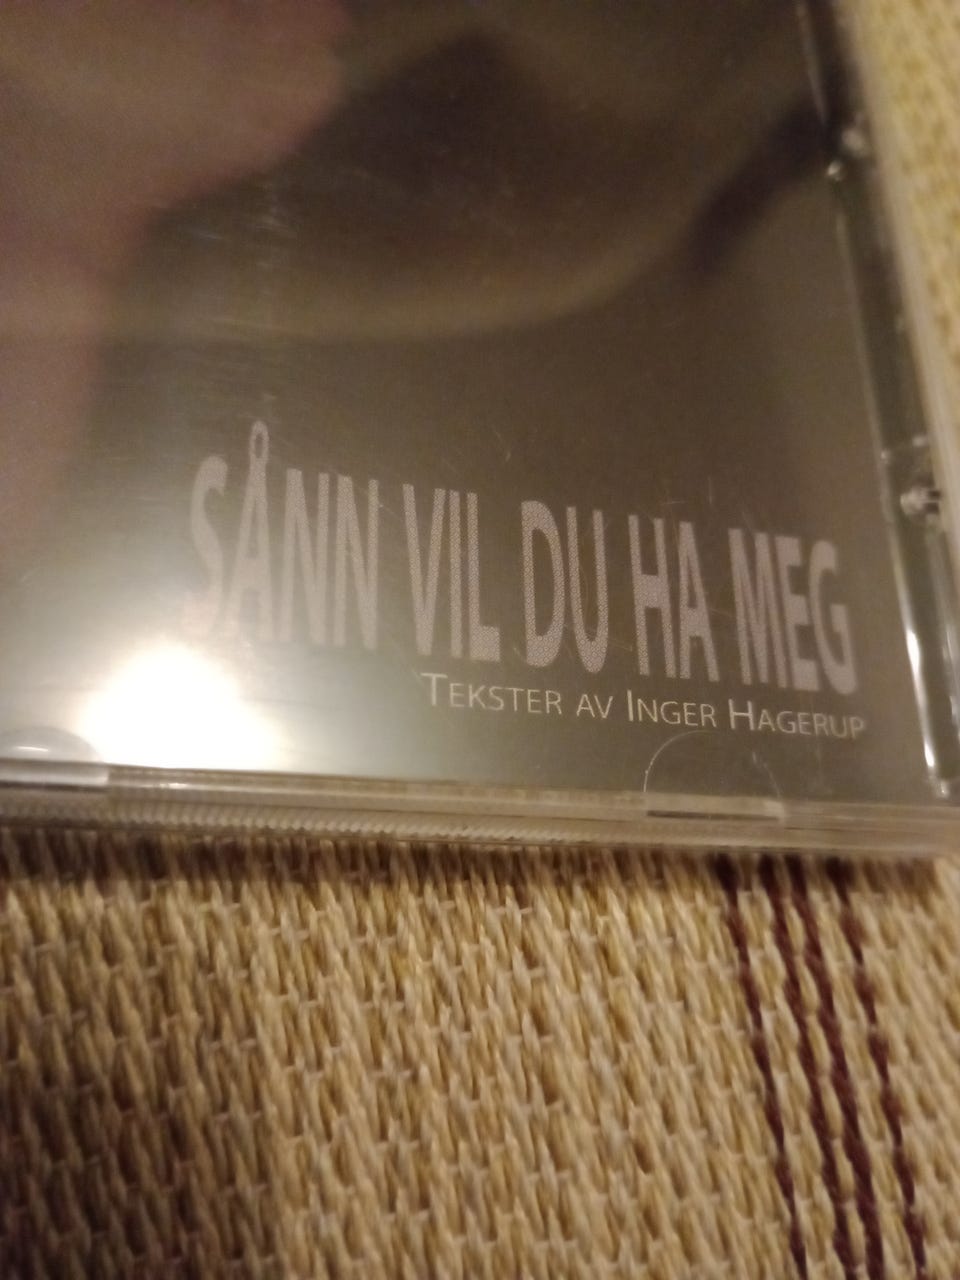 SÅNN VIL DU HA MEG
TEKSTER AV INGER HAGERUP